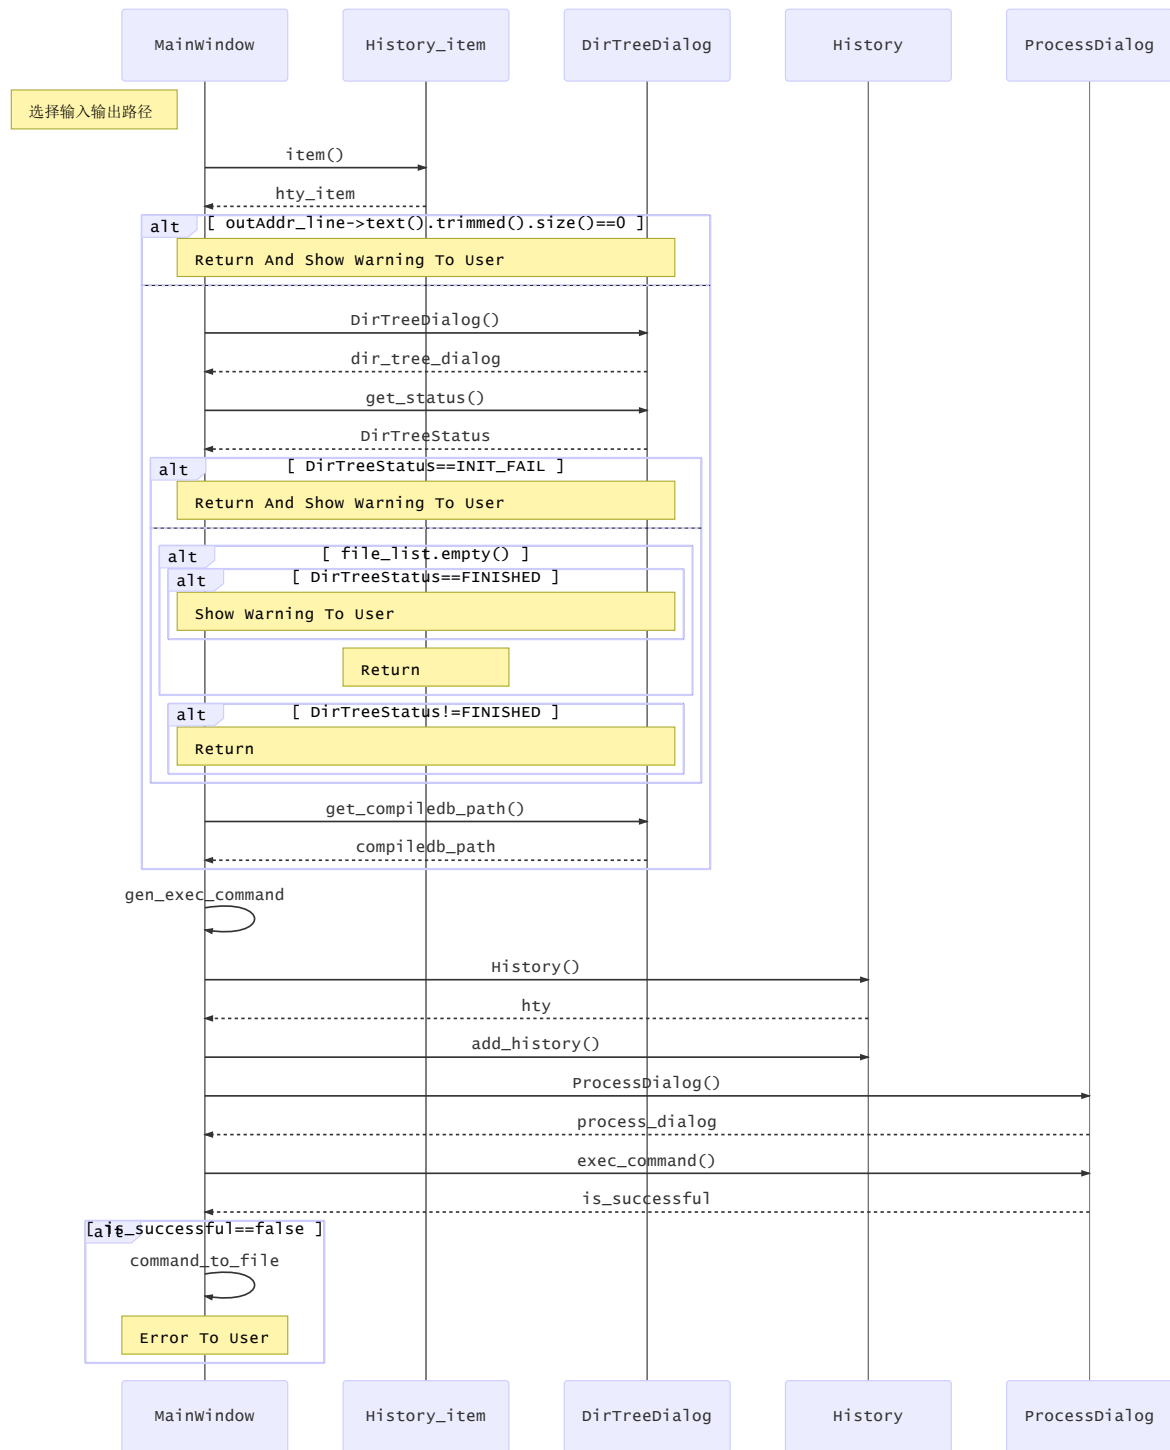 MainWindow History_item DirTreeDialog History ProcessDialog
选择输入输出路径
item()
hty_item
alt [ outAddr_line->text().trimmed().size()==0 ]
Return And Show Warning To User
DirTreeDialog()
dir_tree_dialog
get_status()
DirTreeStatus
alt [ DirTreeStatus==INIT_FAIL ]
Return And Show Warning To User
alt [ file_list.empty() ]
alt [ DirTreeStatus==FINISHED ]
Show Warning To User
Return
alt [ DirTreeStatus!=FINISHED ]
Return
get_compiledb_path()
compiledb_path
gen_exec_command
History()
hty
add_history()
ProcessDialog()
process_dialog
exec_command()
is_successful
alt [ is_successful==false ]
command_to_file
Error To User
MainWindow History_item DirTreeDialog History ProcessDialog